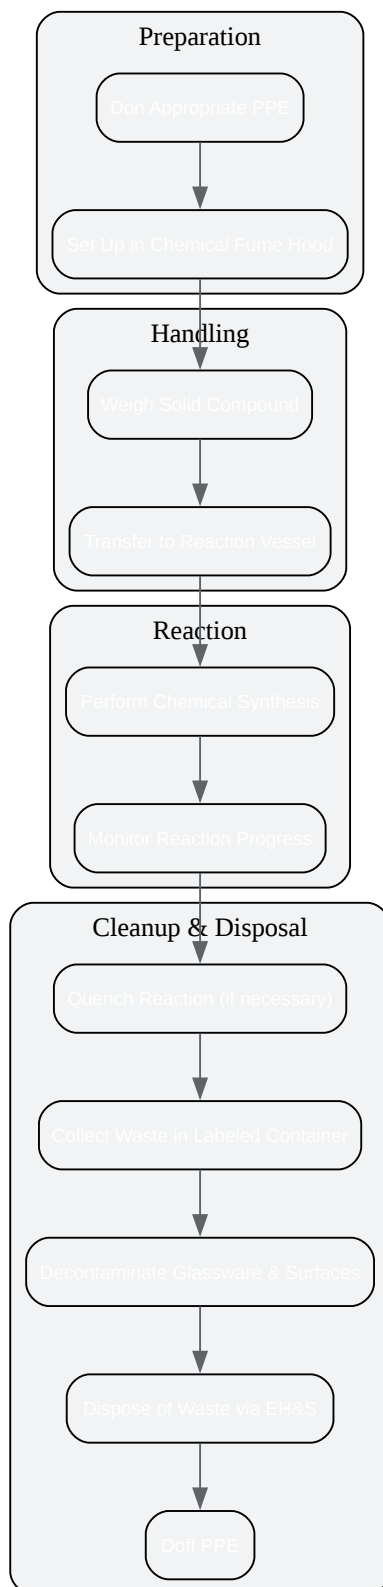 Preparation
Don Appropriate PPE
Set Up in Chemical Fume Hood
Handling
Weigh Solid Compound
Transfer to Reaction Vessel
Reaction
Perform Chemical Synthesis
Monitor Reaction Progress
Cleanup & Disposal
Quench Reaction (if necessary)
Collect Waste in Labeled Container
Decontaminate Glassware & Surfaces
Dispose of Waste via EH&S
Doff PPE